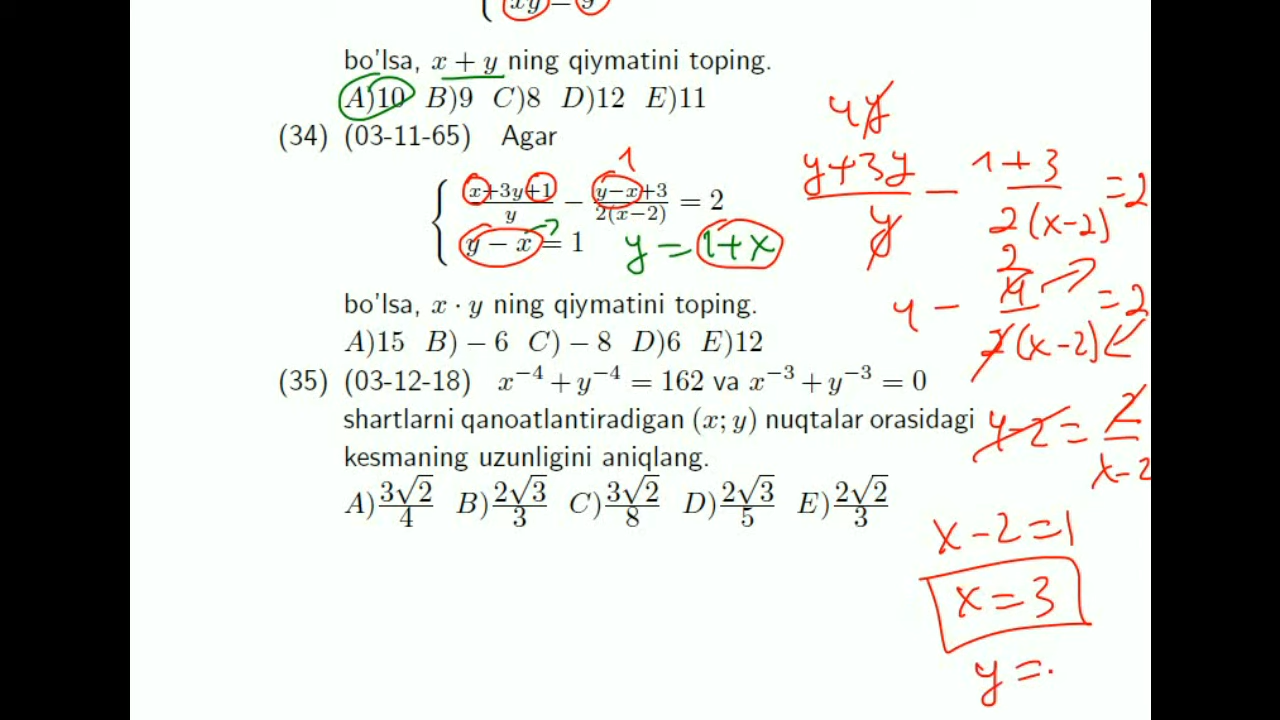 xy = 9
bo'lsa, x + y ning qiymatini toping.
A)10 B)9 C)8 D)12 E)11
(34) (03-11-65) Agar
{ (x+3y+1)/y − (y−x+3)/(2(x−2)) = 2
y − x = 1
1
y = 1+x
bo'lsa, x · y ning qiymatini toping.
A)15 B) − 6 C) − 8 D)6 E)12
(35) (03-12-18) x⁻⁴ + y⁻⁴ = 162 va x⁻³ + y⁻³ = 0
shartlarni qanoatlantiradigan (x; y) nuqtalar orasidagi
kesmaning uzunligini aniqlang.
A) 3√2/4 B) 2√3/3 C) 3√2/8 D) 2√3/5 E) 2√2/3
4y
(y+3y)/y − (1+3)/(2(x-2)) = 2
2
4 − 4/(2(x-2)) = 2
4-2 = 2/(x-2)
x-2=1
x=3
y=